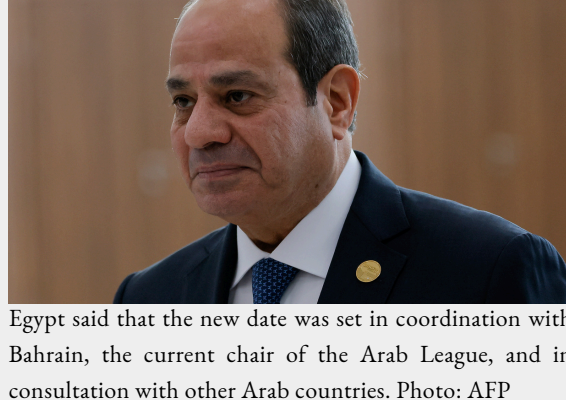 Egypt said that the new date was set in coordination with
Bahrain, the current chair of the Arab League, and in
consultation with other Arab countries. Photo: AFP